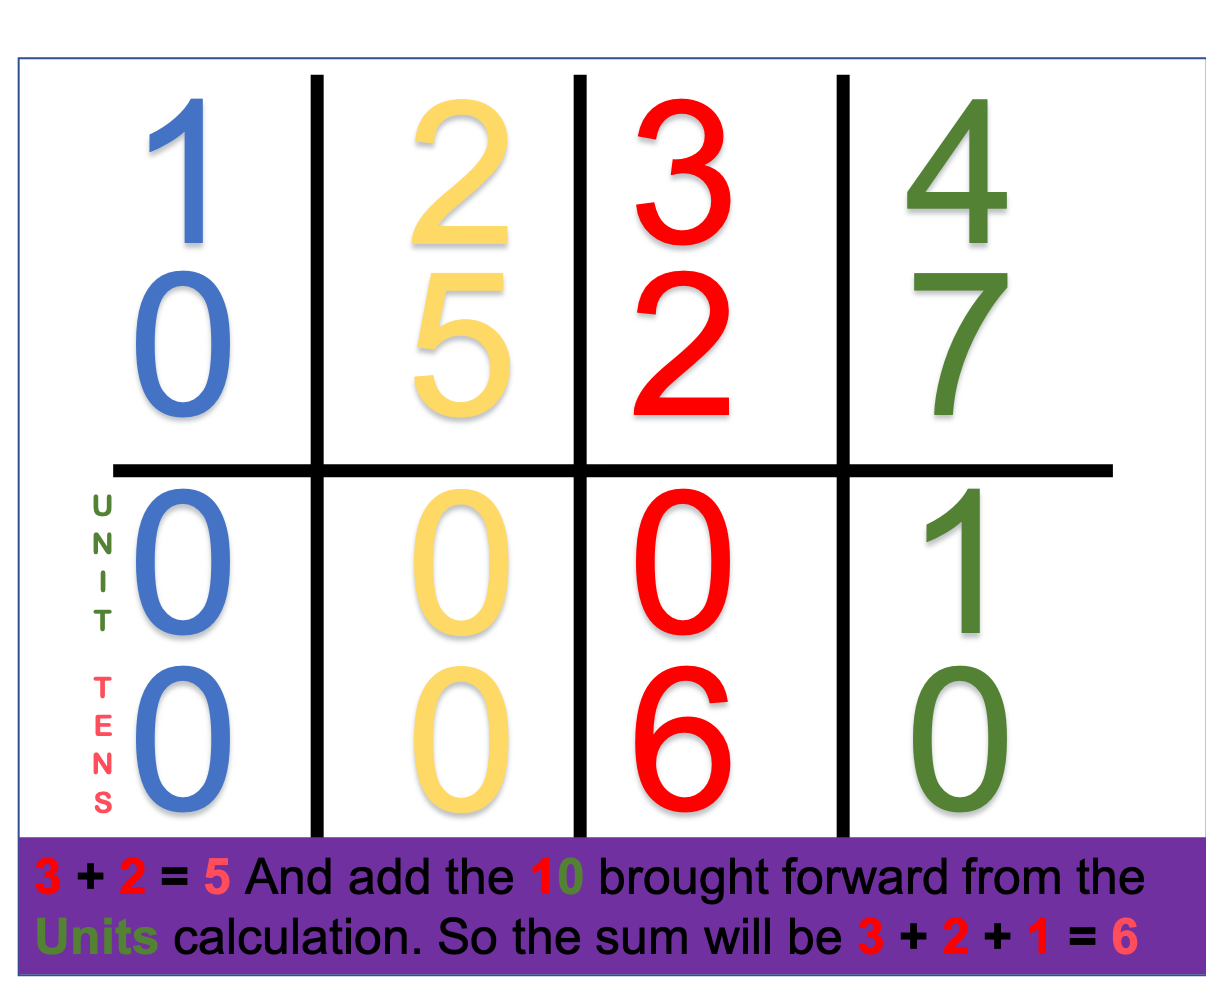 1 2 3 4
0 5 2 7
UNIT 0 0 0 1
TENS 0 0 6 0
3 + 2 = 5 And add the 10 brought forward from the
Units calculation. So the sum will be 3 + 2 + 1 = 6